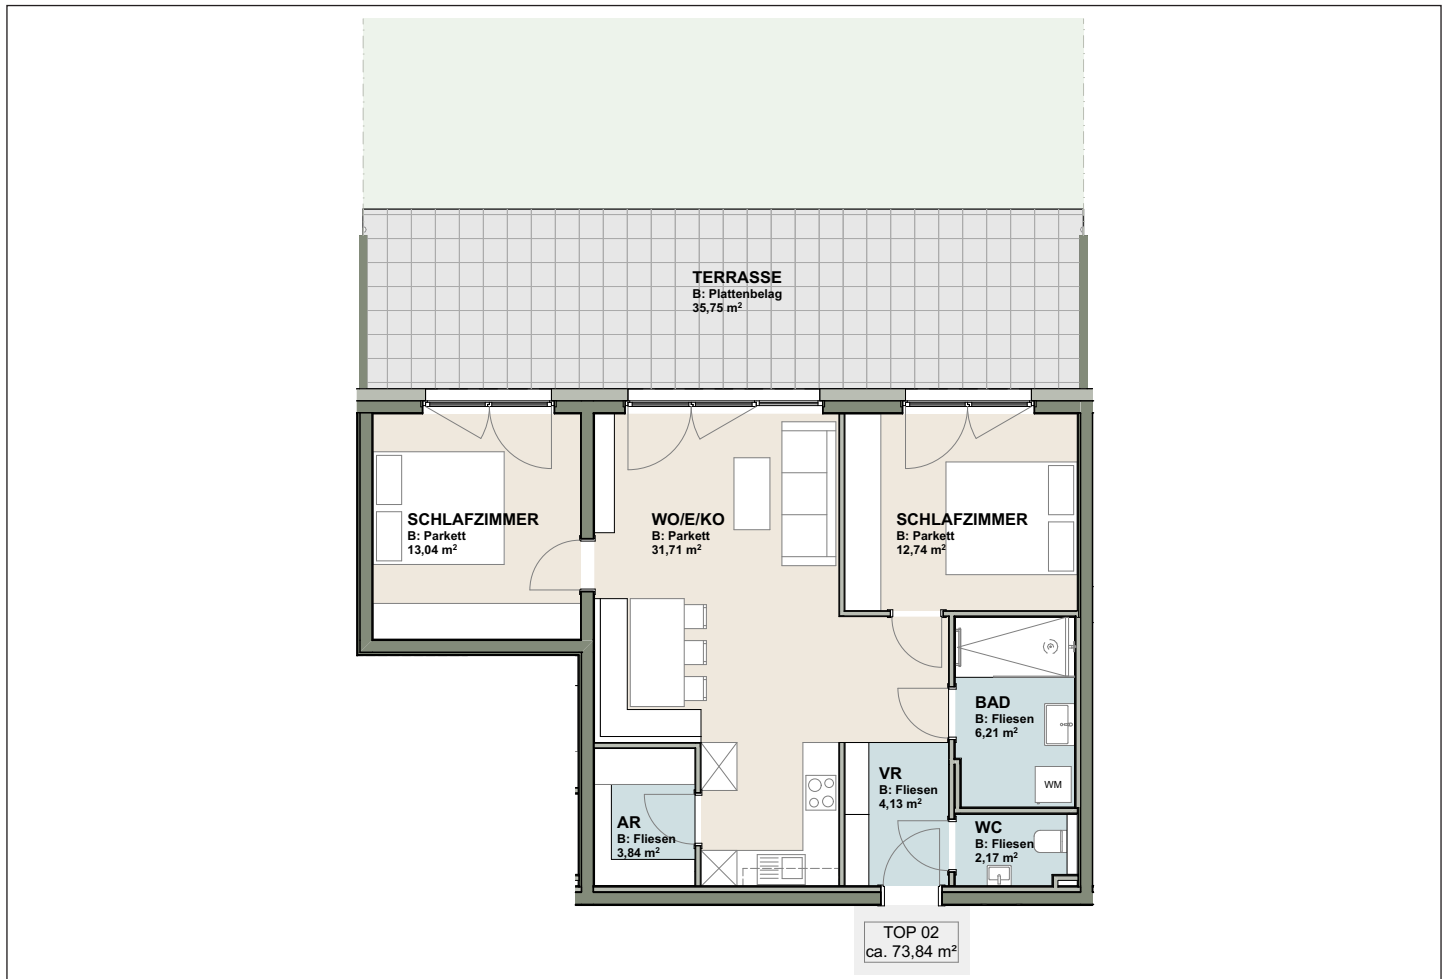 TERRASSE
B: Plattenbelag
35,75 m²
SCHLAFZIMMER
B: Parkett
13,04 m²
WO/E/KO
B: Parkett
31,71 m²
SCHLAFZIMMER
B: Parkett
12,74 m²
BAD
B: Fliesen
6,21 m²
WM
VR
B: Fliesen
4,13 m²
AR
B: Fliesen
3,84 m²
WC
B: Fliesen
2,17 m²
TOP 02
ca. 73,84 m²